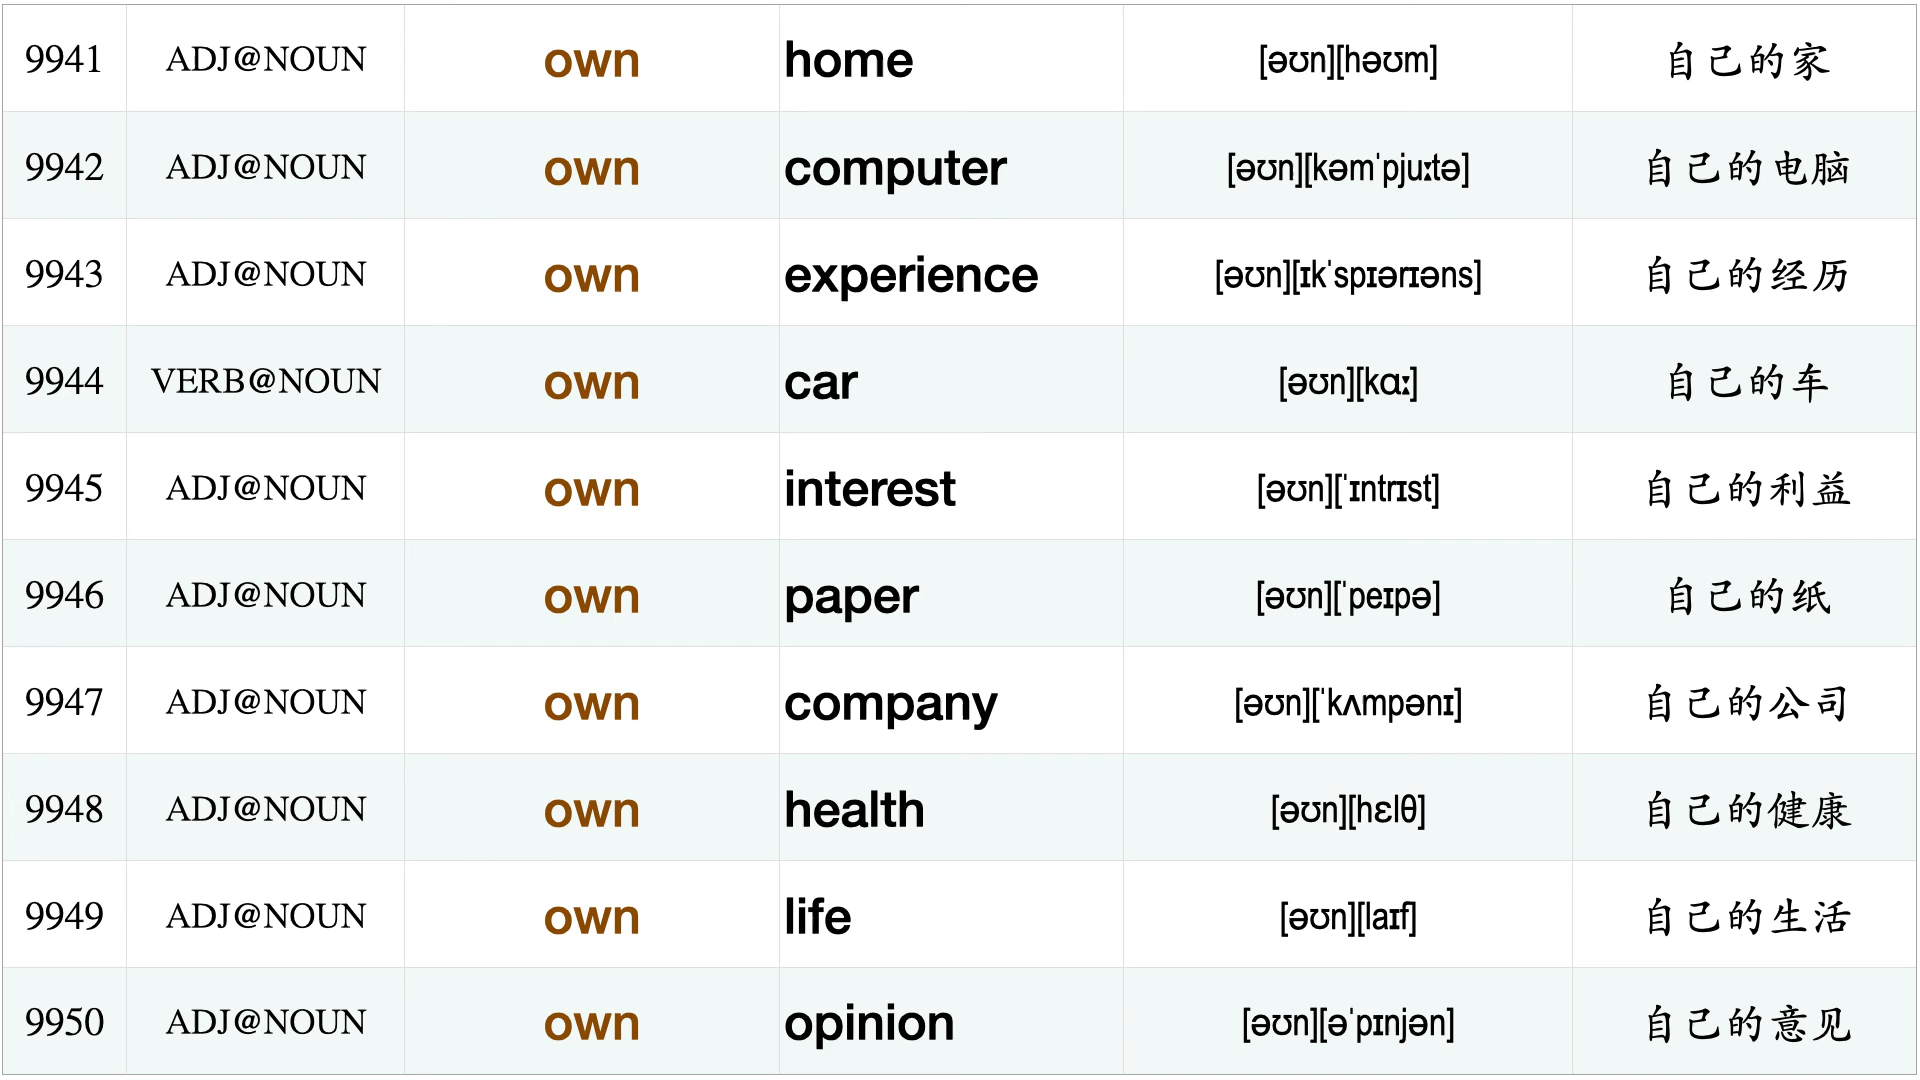 9941 ADJ@NOUN own home [əʊn][həʊm] 自己的家
9942 ADJ@NOUN own computer [əʊn][kəmˈpjuːtə] 自己的电脑
9943 ADJ@NOUN own experience [əʊn][ɪkˈspɪərɪəns] 自己的经历
9944 VERB@NOUN own car [əʊn][kɑː] 自己的车
9945 ADJ@NOUN own interest [əʊn][ˈɪntrɪst] 自己的利益
9946 ADJ@NOUN own paper [əʊn][ˈpeɪpə] 自己的纸
9947 ADJ@NOUN own company [əʊn][ˈkʌmpənɪ] 自己的公司
9948 ADJ@NOUN own health [əʊn][hɛlθ] 自己的健康
9949 ADJ@NOUN own life [əʊn][laɪf] 自己的生活
9950 ADJ@NOUN own opinion [əʊn][əˈpɪnjən] 自己的意见